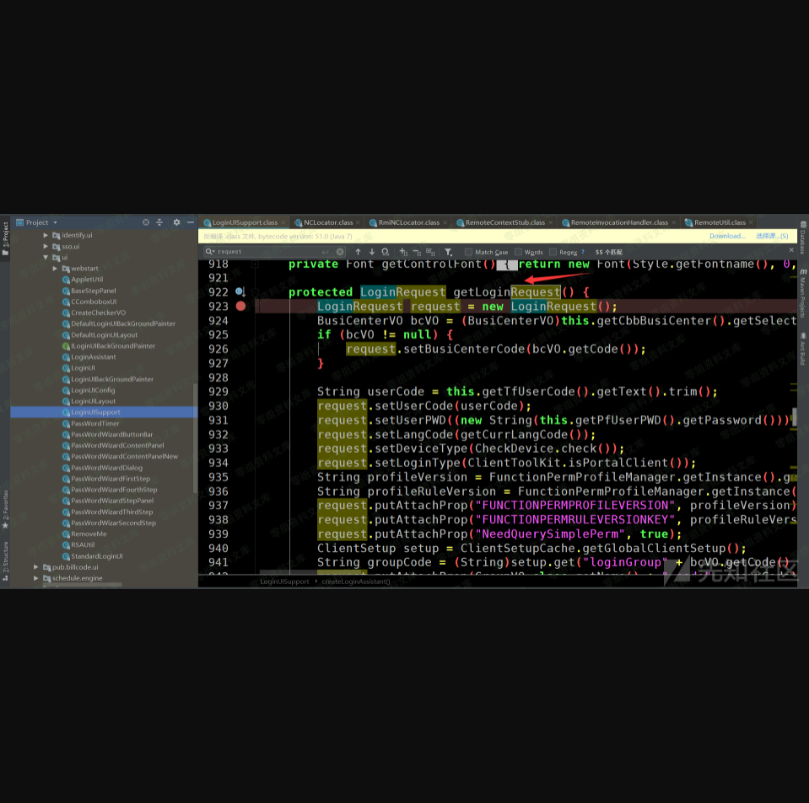 Project
LoginUISupport.class
NCLocator.class
RmiNCLocator.class
RemoteContextStub.class
RemoteInvocationHandler.class
RemoteUtil.class
identify.ui
sso.ui
ui
webstart
AppletUtil
BaseStepPanel
CComboboxUI
CreateCheckerVO
DefaultLoginUIBackGroundPainter
DefaultLoginUILayout
ILoginUIBackGroundPainter
LoginAssistant
LoginUI
LoginUIBackGroundPainter
LoginUIConfig
LoginUILayout
LoginUISupport
PassWordTimer
PassWordWizardButtonBar
PassWordWizardContentPanel
PassWordWizardContentPanelNew
PassWordWizardDialog
PassWordWizardFirstStep
PassWordWizardFoorthStep
PassWordWizardStepPanel
PassWordWizardThirdStep
PassWordWizarSecondStep
RemoveMe
RSAUtil
StandardLoginUI
pub.billcode.ui
schedule.engine
.class 文件, bytecode version: 51.0 (Java 7)
Download...
request
Match Case
Words
Regex ?
918 private Font getControlFont() { return new Font(Style.getFontname(), 0,
921
922 protected LoginRequest getLoginRequest() {
923 LoginRequest request = new LoginRequest();
924 BusiCenterVO bcVO = (BusiCenterVO)this.getCbbBusiCenter().getSelect
925 if (bcVO != null) {
926 request.setBusiCenterCode(bcVO.getCode());
927 }
928
929 String userCode = this.getTfUserCode().getText().trim();
930 request.setUserCode(userCode);
931 request.setUserPWD((new String(this.getPfUserPWD().getPassword()))
932 request.setLangCode(getCurrLangCode());
933 request.setDeviceType(CheckDevice.check());
934 request.setLoginType(ClientToolKit.isPortalClient());
935 String profileVersion = FunctionPermProfileManager.getInstance().g
936 String profileRuleVersion = FunctionPermProfileManager.getInstance(
937 request.putAttachProp("FUNCTIONPERMPROFILEVERSION", profileVersion)
938 request.putAttachProp("FUNCTIONPERMRULEVERSIONKEY", profileRuleVers
939 request.putAttachProp("NeedQuerySimplePerm", true);
940 ClientSetup setup = ClientSetupCache.getGlobalClientSetup();
941 String groupCode = (String)setup.get("loginGroup" + bcVO.getCode()
LoginUISupport
createLoginAssistant()
1: Project
2: Favorites
Z: Structure
Database
Maven Projects
Ant Build
先知社区